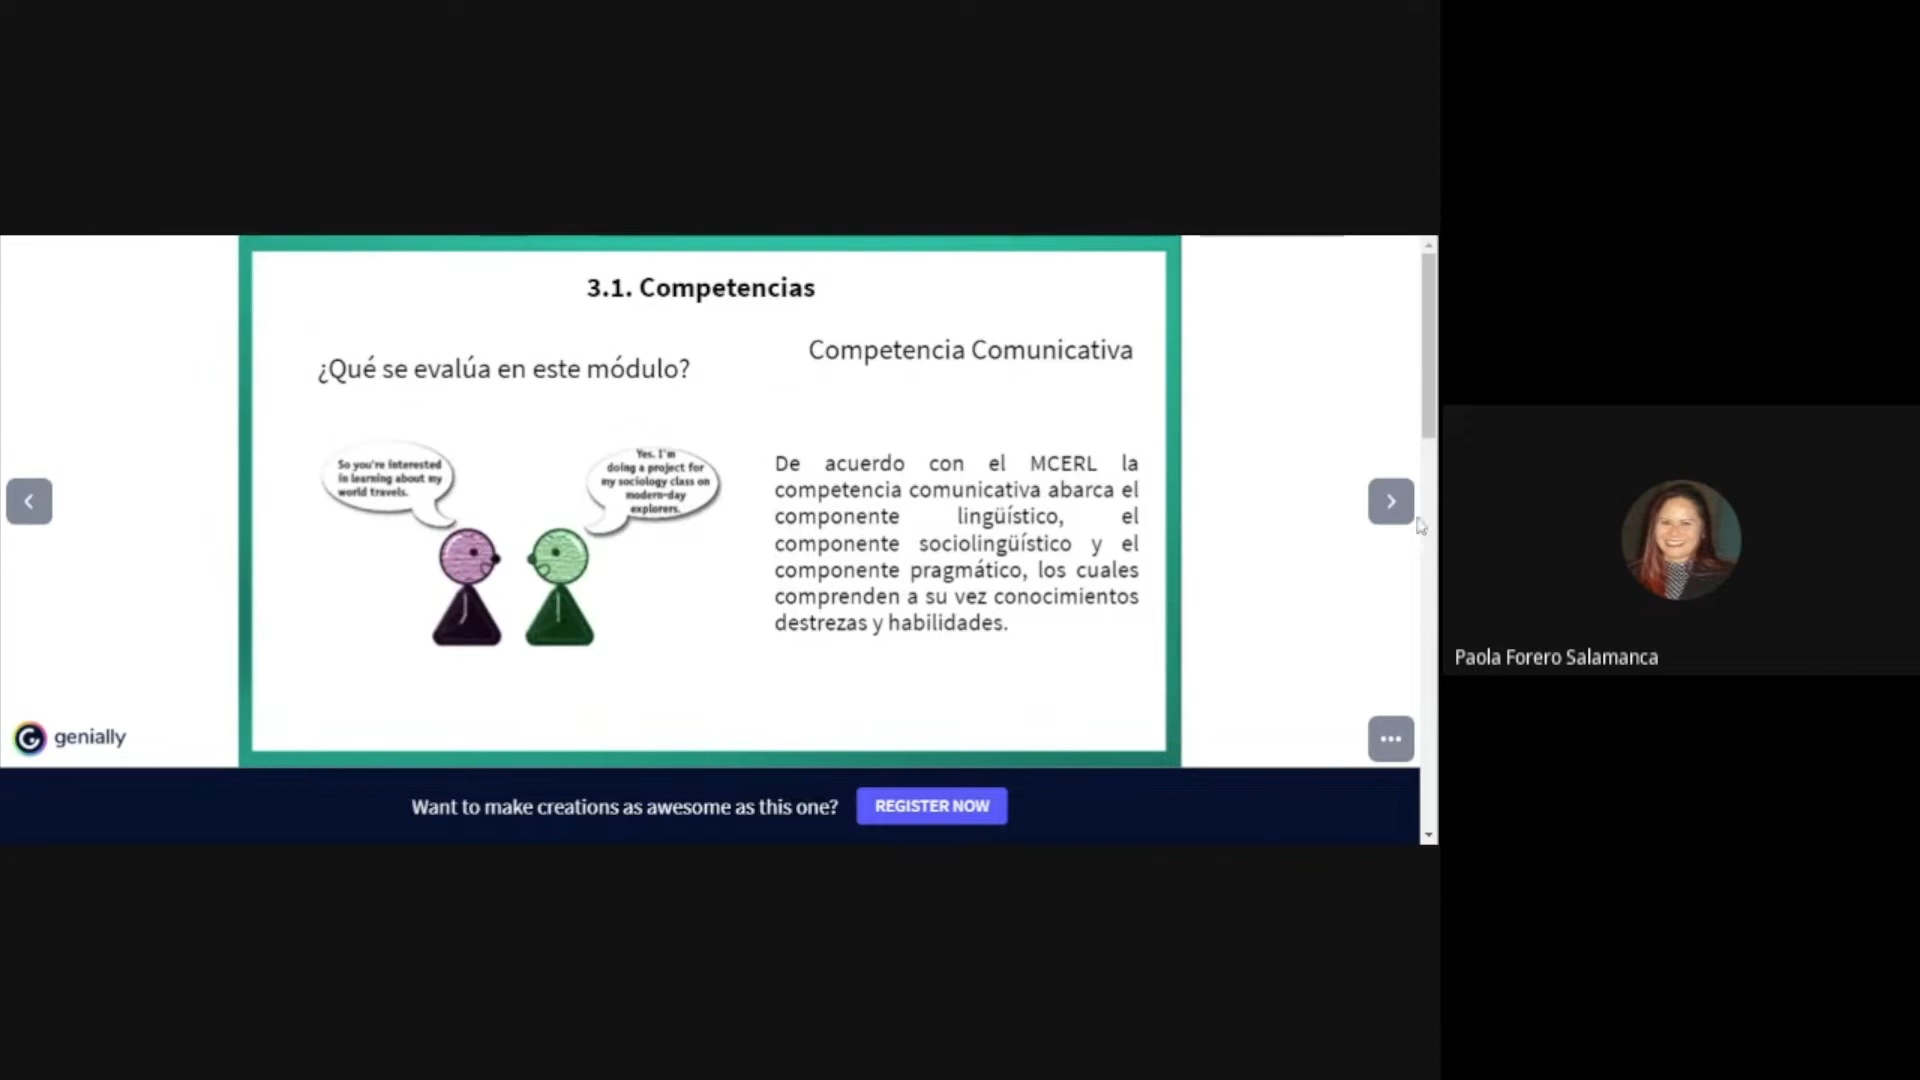 3.1. Competencias
¿Qué se evalúa en este módulo?
So you're interested
in learning about my
world travels.
Yes. I'm
doing a project for
my sociology class on
modern-day
explorers.
Competencia Comunicativa
De acuerdo con el MCERL la
competencia comunicativa abarca el
componente lingüístico, el
componente sociolingüístico y el
componente pragmático, los cuales
comprenden a su vez conocimientos
destrezas y habilidades.
genially
Want to make creations as awesome as this one?
REGISTER NOW
Paola Forero Salamanca